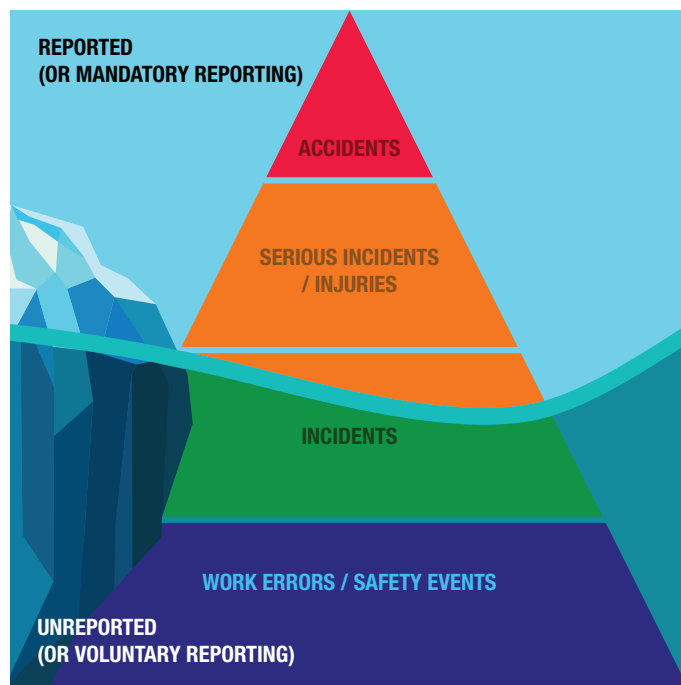 REPORTED
(OR MANDATORY REPORTING)
ACCIDENTS
SERIOUS INCIDENTS
/ INJURIES
INCIDENTS
WORK ERRORS / SAFETY EVENTS
UNREPORTED
(OR VOLUNTARY REPORTING)